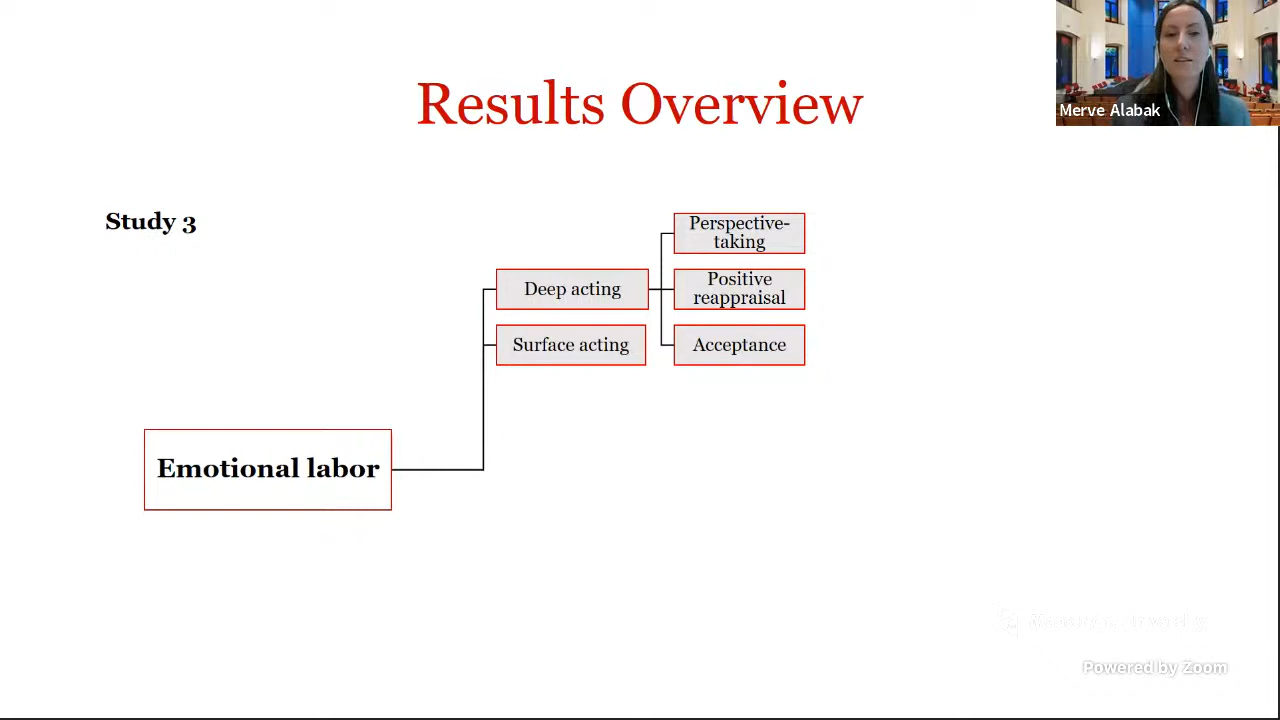 Results Overview
Merve Alabak
Study 3
Perspective-
taking
Deep acting
Positive
reappraisal
Surface acting
Acceptance
Emotional labor
Powered by Zoom